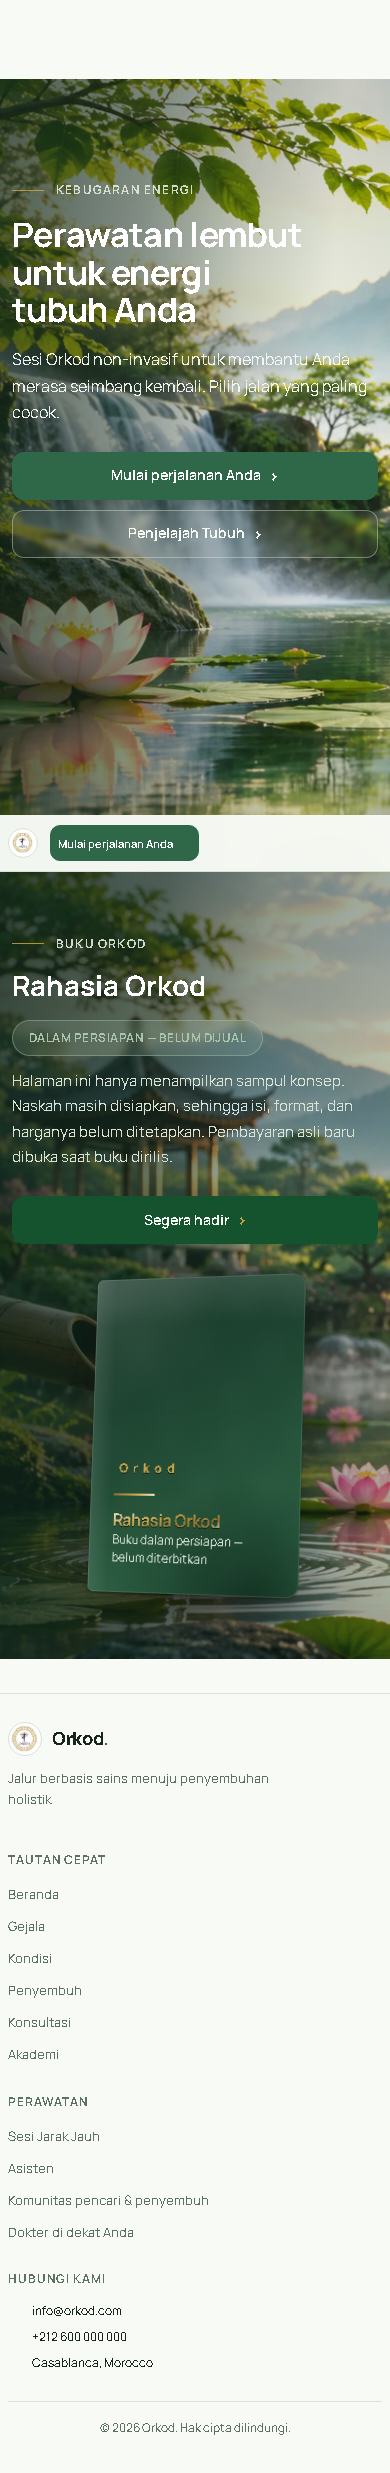 KEBUGARAN ENERGI
Perawatan lembut
untuk energi
tubuh Anda
Sesi Orkod non-invasif untuk membantu Anda
merasa seimbang kembali. Pilih jalan yang paling
cocok.
Mulai perjalanan Anda
Penjelajah Tubuh
Mulai perjalanan Anda
BUKU ORKOD
Rahasia Orkod
DALAM PERSIAPAN — BELUM DIJUAL
Halaman ini hanya menampilkan sampul konsep.
Naskah masih disiapkan, sehingga isi, format, dan
harganya belum ditetapkan. Pembayaran asli baru
dibuka saat buku dirilis.
Segera hadir
Orkod
Rahasia Orkod
Buku dalam persiapan —
belum diterbitkan
Orkod.
Jalur berbasis sains menuju penyembuhan
holistik
TAUTAN CEPAT
Beranda
Gejala
Kondisi
Penyembuh
Konsultasi
Akademi
PERAWATAN
Sesi Jarak Jauh
Asisten
Komunitas pencari & penyembuh
Dokter di dekat Anda
HUBUNGI KAMI
info@orkod.com
+212 600 000 000
Casablanca, Morocco
© 2026 Orkod. Hak cipta dilindungi.